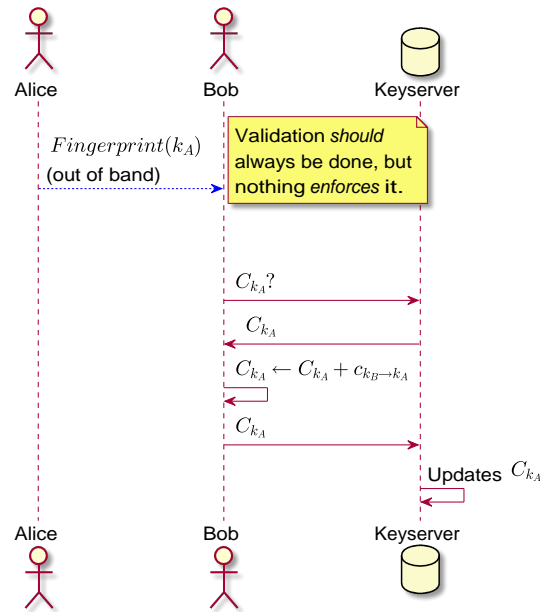 Alice Bob Keyserver
Fingerprint(k_A)
(out of band)
Validation should
always be done, but
nothing enforces it.
C_{k_A}?
C_{k_A}
C_{k_A} ← C_{k_A} + c_{k_B→k_A}
C_{k_A}
Updates C_{k_A}
Alice Bob Keyserver